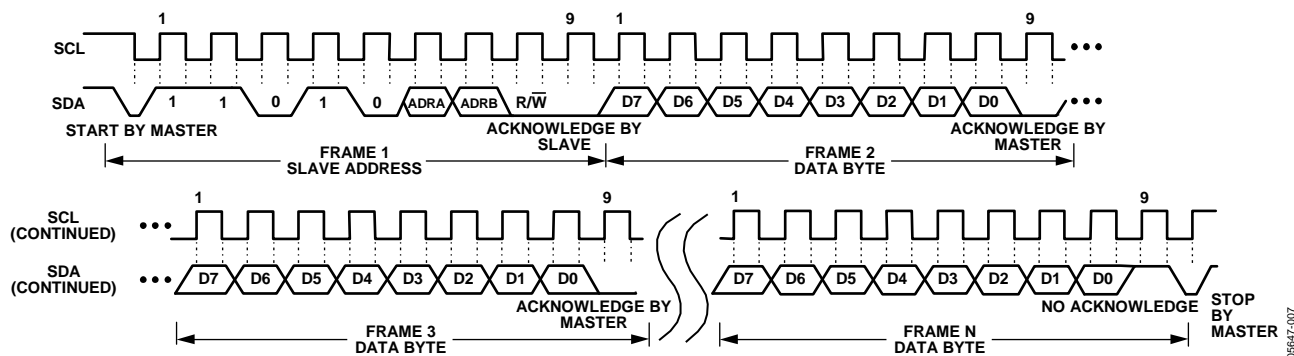 1 9 1 9
SCL
SDA 1 1 0 1 0 ADRA ADRB R/W̅ D7 D6 D5 D4 D3 D2 D1 D0
START BY MASTER
ACKNOWLEDGE BY
SLAVE
ACKNOWLEDGE BY
MASTER
FRAME 1
SLAVE ADDRESS
FRAME 2
DATA BYTE
1 9 1 9
SCL
(CONTINUED)
SDA
(CONTINUED)
D7 D6 D5 D4 D3 D2 D1 D0
D7 D6 D5 D4 D3 D2 D1 D0
ACKNOWLEDGE BY
MASTER
NO ACKNOWLEDGE
STOP
BY
MASTER
FRAME 3
DATA BYTE
FRAME N
DATA BYTE
05647-007